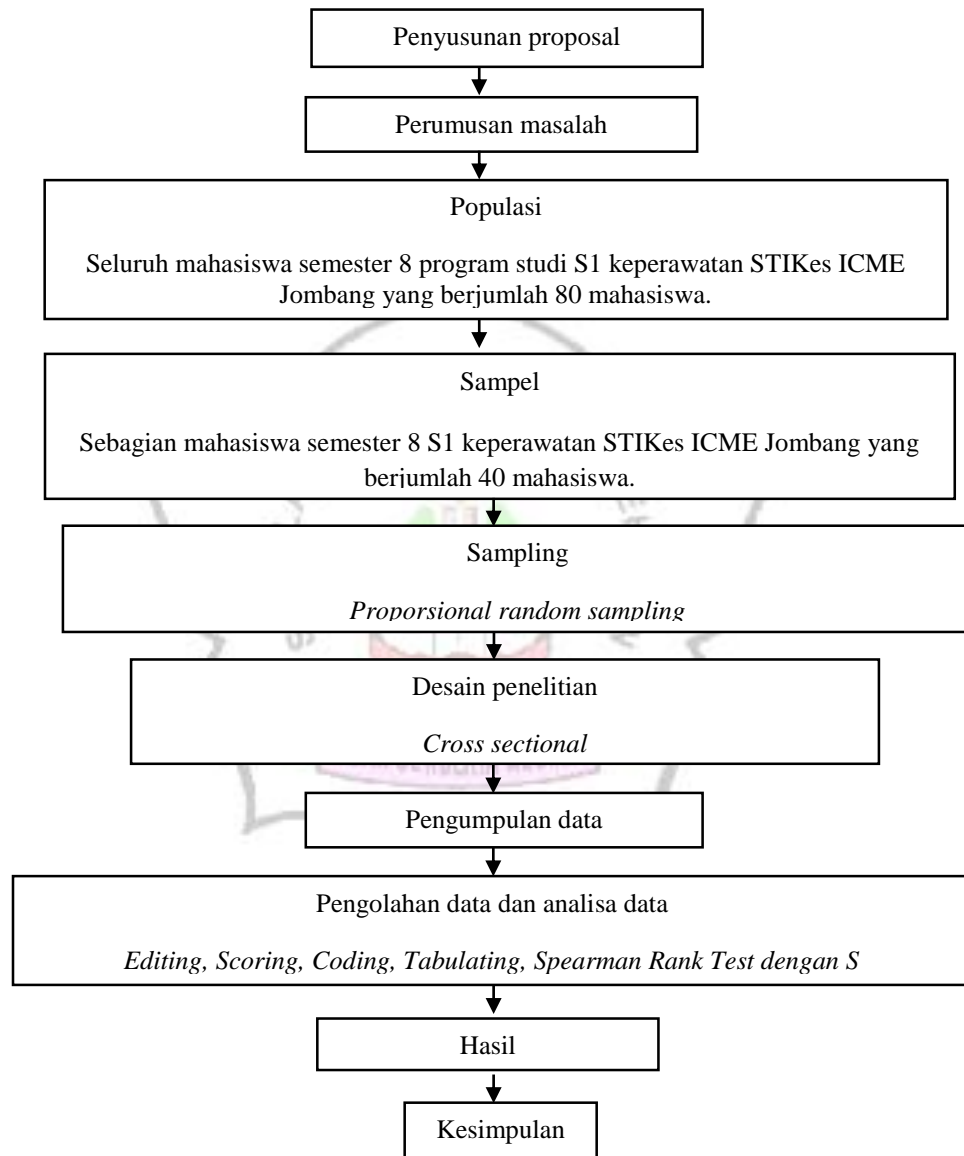 Penyusunan proposal
Perumusan masalah
Populasi
Seluruh mahasiswa semester 8 program studi S1 keperawatan STIKes ICME
Jombang yang berjumlah 80 mahasiswa.
Sampel
Sebagian mahasiswa semester 8 S1 keperawatan STIKes ICME Jombang yang
berjumlah 40 mahasiswa.
Sampling
Proporsional random sampling
Desain penelitian
Cross sectional
Pengumpulan data
Pengolahan data dan analisa data
Editing, Scoring, Coding, Tabulating, Spearman Rank Test dengan S
Hasil
Kesimpulan